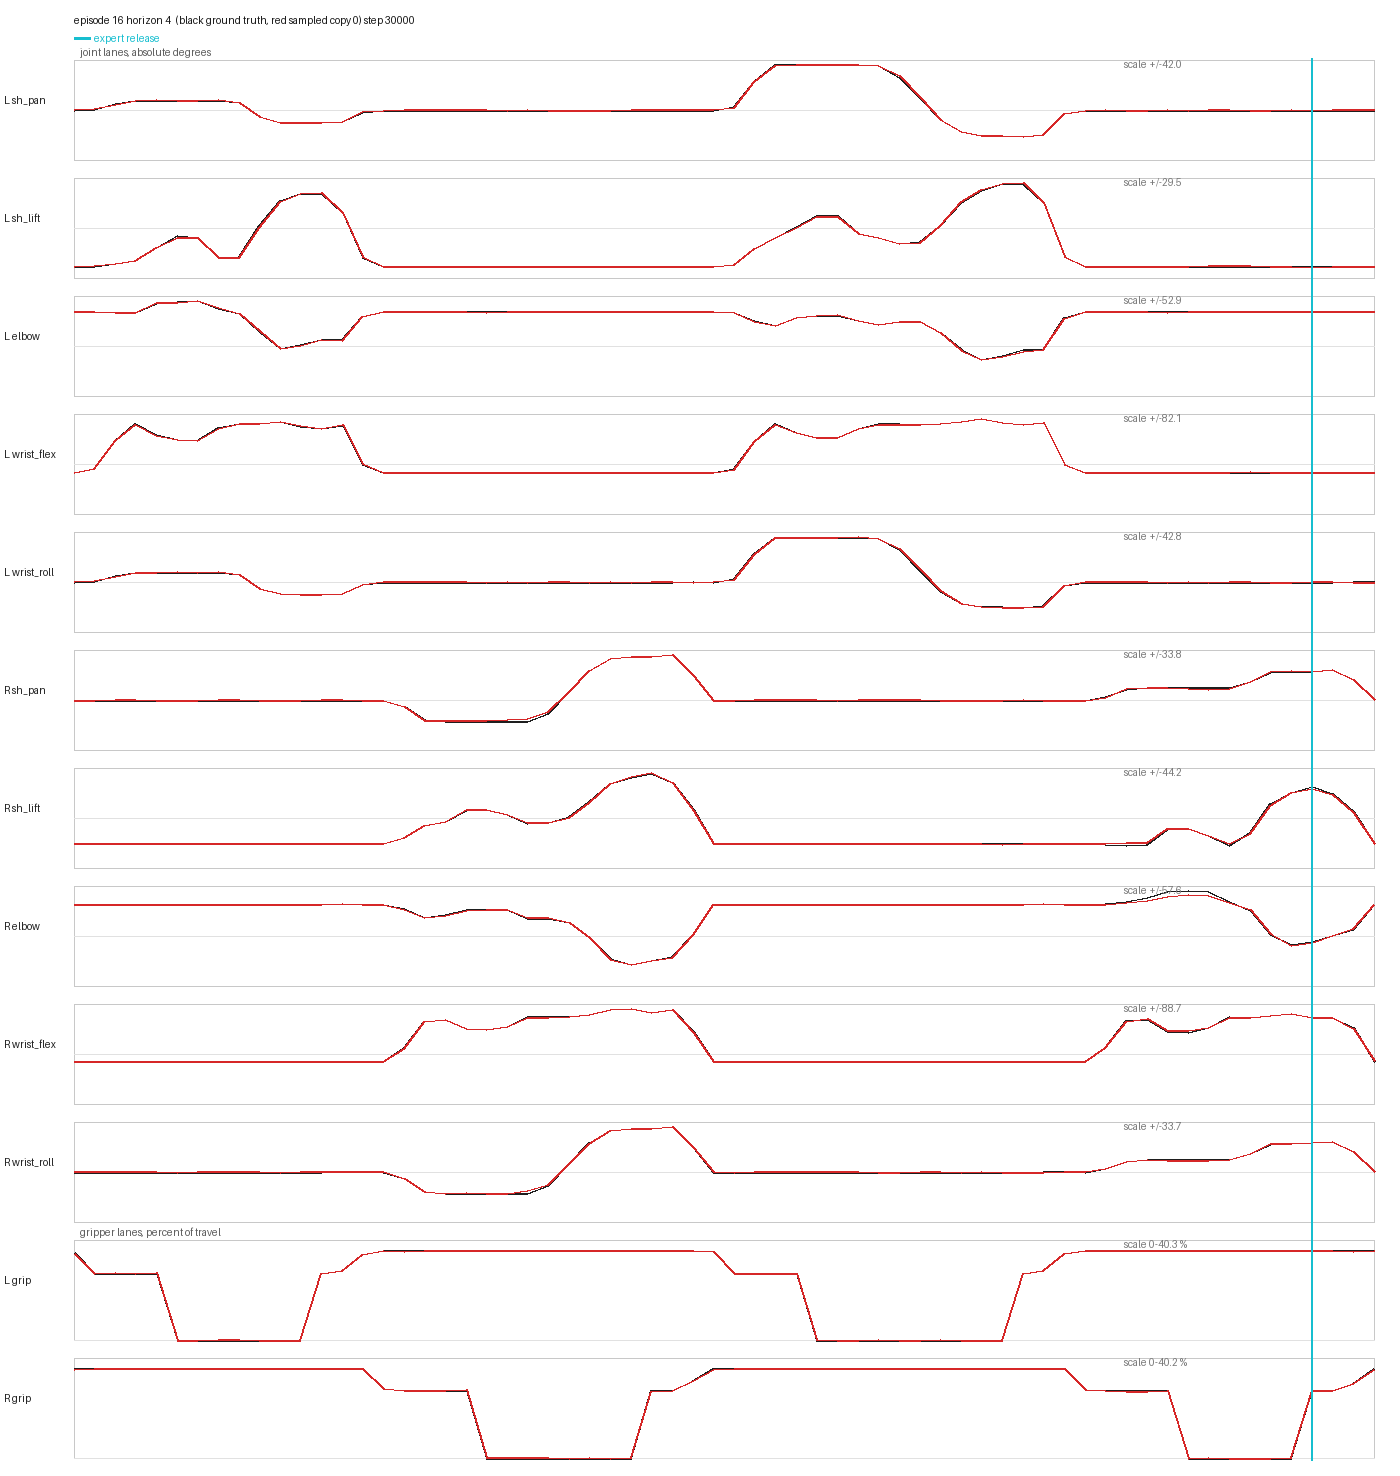 episode 16 horizon 4 (black ground truth, red sampled copy 0) step 30000
expert release
joint lanes, absolute degrees
L sh_pan
scale +/-42.0
L sh_lift
scale +/-29.5
L elbow
scale +/-52.9
L wrist_flex
scale +/-82.1
L wrist_roll
scale +/-42.8
R sh_pan
scale +/-33.8
R sh_lift
scale +/-44.2
R elbow
scale +/-57.6
R wrist_flex
scale +/-88.7
R wrist_roll
scale +/-33.7
gripper lanes, percent of travel
L grip
scale 0-40.3 %
R grip
scale 0-40.2 %